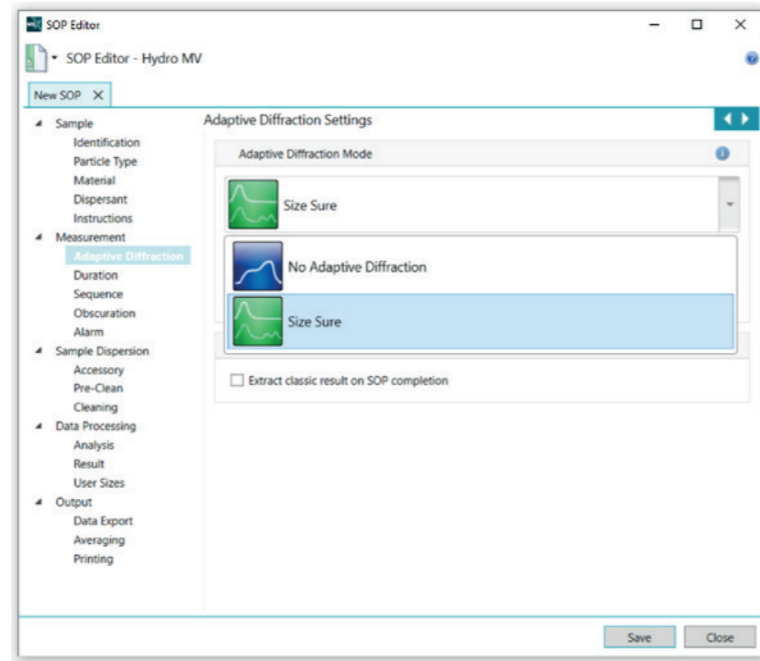 SOP Editor
SOP Editor - Hydro MV
New SOP
Sample
Identification
Particle Type
Material
Dispersant
Instructions
Measurement
Adaptive Diffraction
Duration
Sequence
Obscuration
Alarm
Sample Dispersion
Accessory
Pre-Clean
Cleaning
Data Processing
Analysis
Result
User Sizes
Output
Data Export
Averaging
Printing
Adaptive Diffraction Settings
Adaptive Diffraction Mode
Size Sure
No Adaptive Diffraction
Size Sure
Extract classic result on SOP completion
Save Close